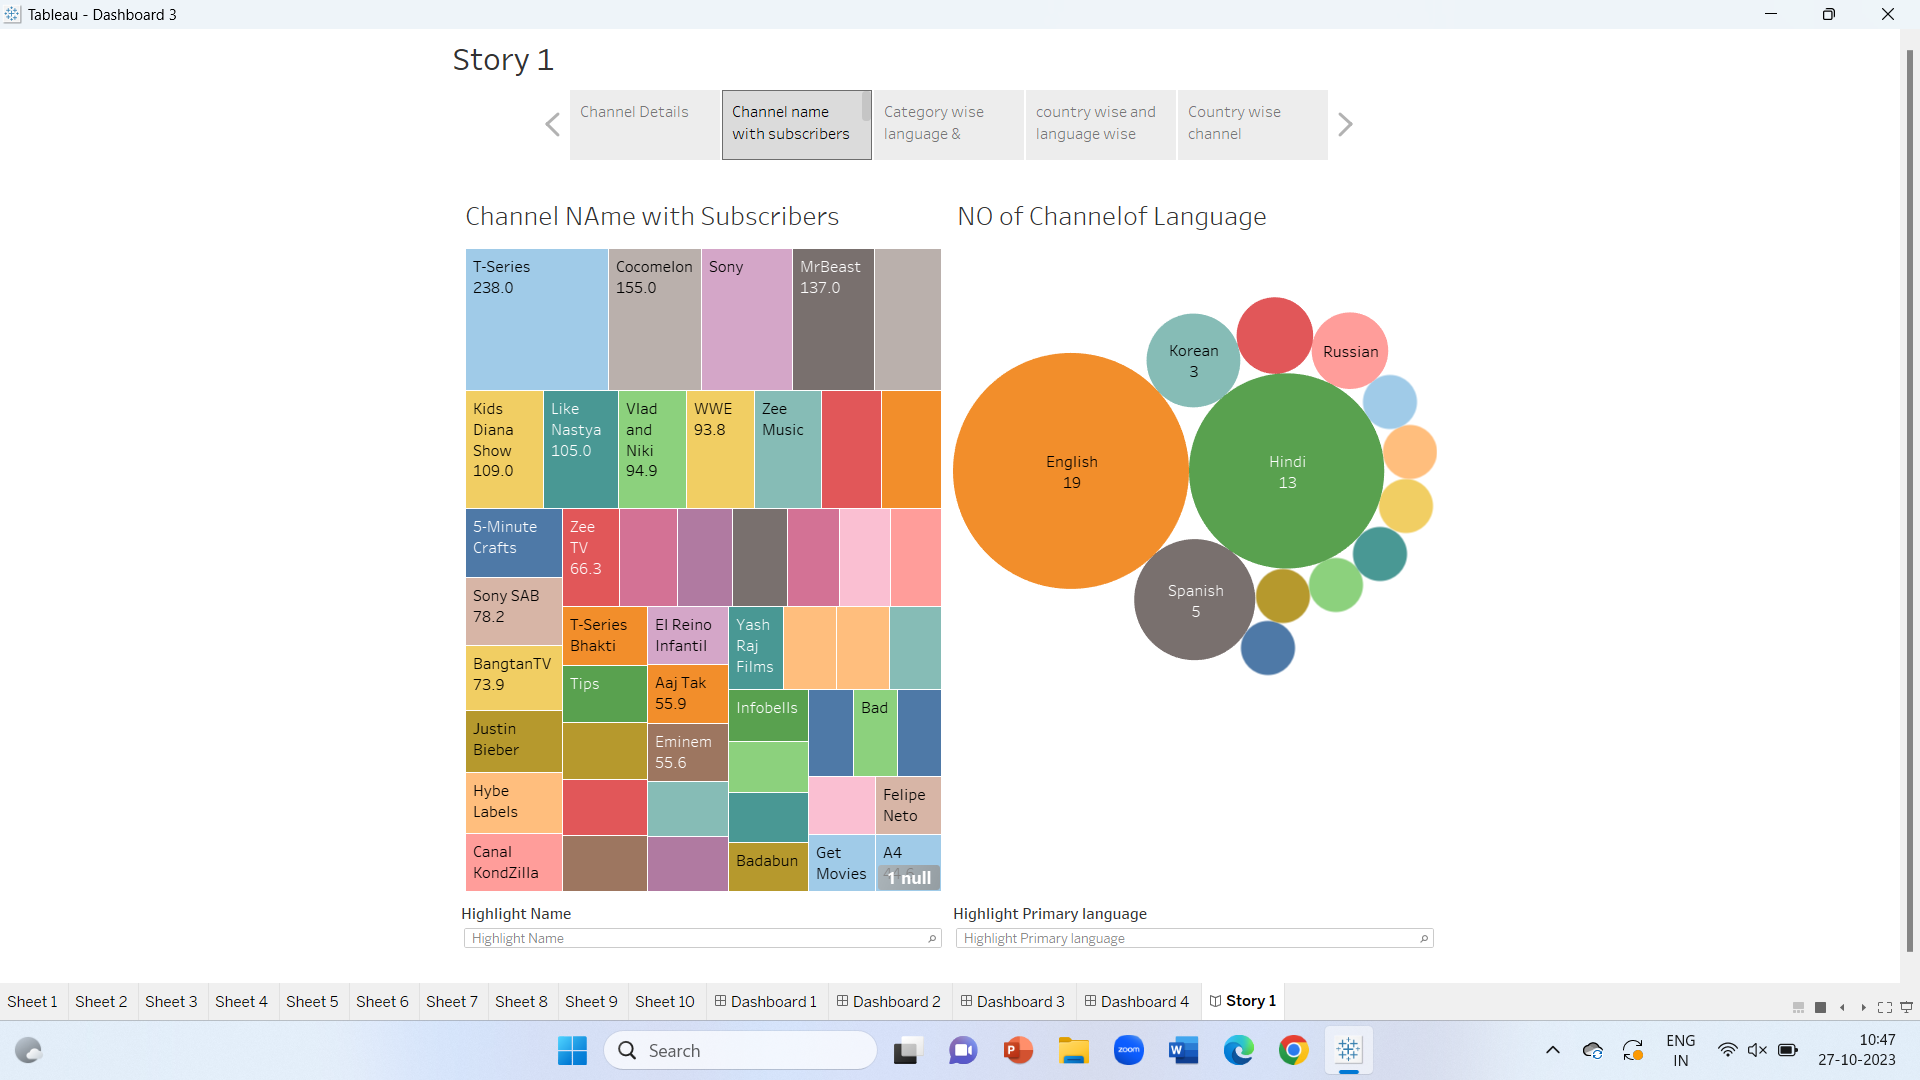 Tableau - Dashboard 3
Story 1
Channel Details
Channel name
with subscribers
Category wise
language &
country wise and
language wise
Country wise
channel
Channel NAme with Subscribers
NO of Channelof Language
T-Series
238.0
Cocomelon
155.0
Sony
MrBeast
137.0
Kids
Diana
Show
109.0
Like
Nastya
105.0
Vlad
and
Niki
94.9
WWE
93.8
Zee
Music
5-Minute
Crafts
Zee
TV
66.3
Sony SAB
78.2
T-Series
Bhakti
El Reino
Infantil
Yash
Raj
Films
BangtanTV
73.9
Tips
Aaj Tak
55.9
Infobells
Bad
Justin
Bieber
Eminem
55.6
Hybe
Labels
Felipe
Neto
Canal
KondZilla
Badabun
Get
Movies
A4
1 null
Korean
3
Russian
English
19
Hindi
13
Spanish
5
Highlight Name
Highlight Name
Highlight Primary language
Highlight Primary language
Sheet 1
Sheet 2
Sheet 3
Sheet 4
Sheet 5
Sheet 6
Sheet 7
Sheet 8
Sheet 9
Sheet 10
Dashboard 1
Dashboard 2
Dashboard 3
Dashboard 4
Story 1
Search
zoom
ENG
IN
10:47
27-10-2023